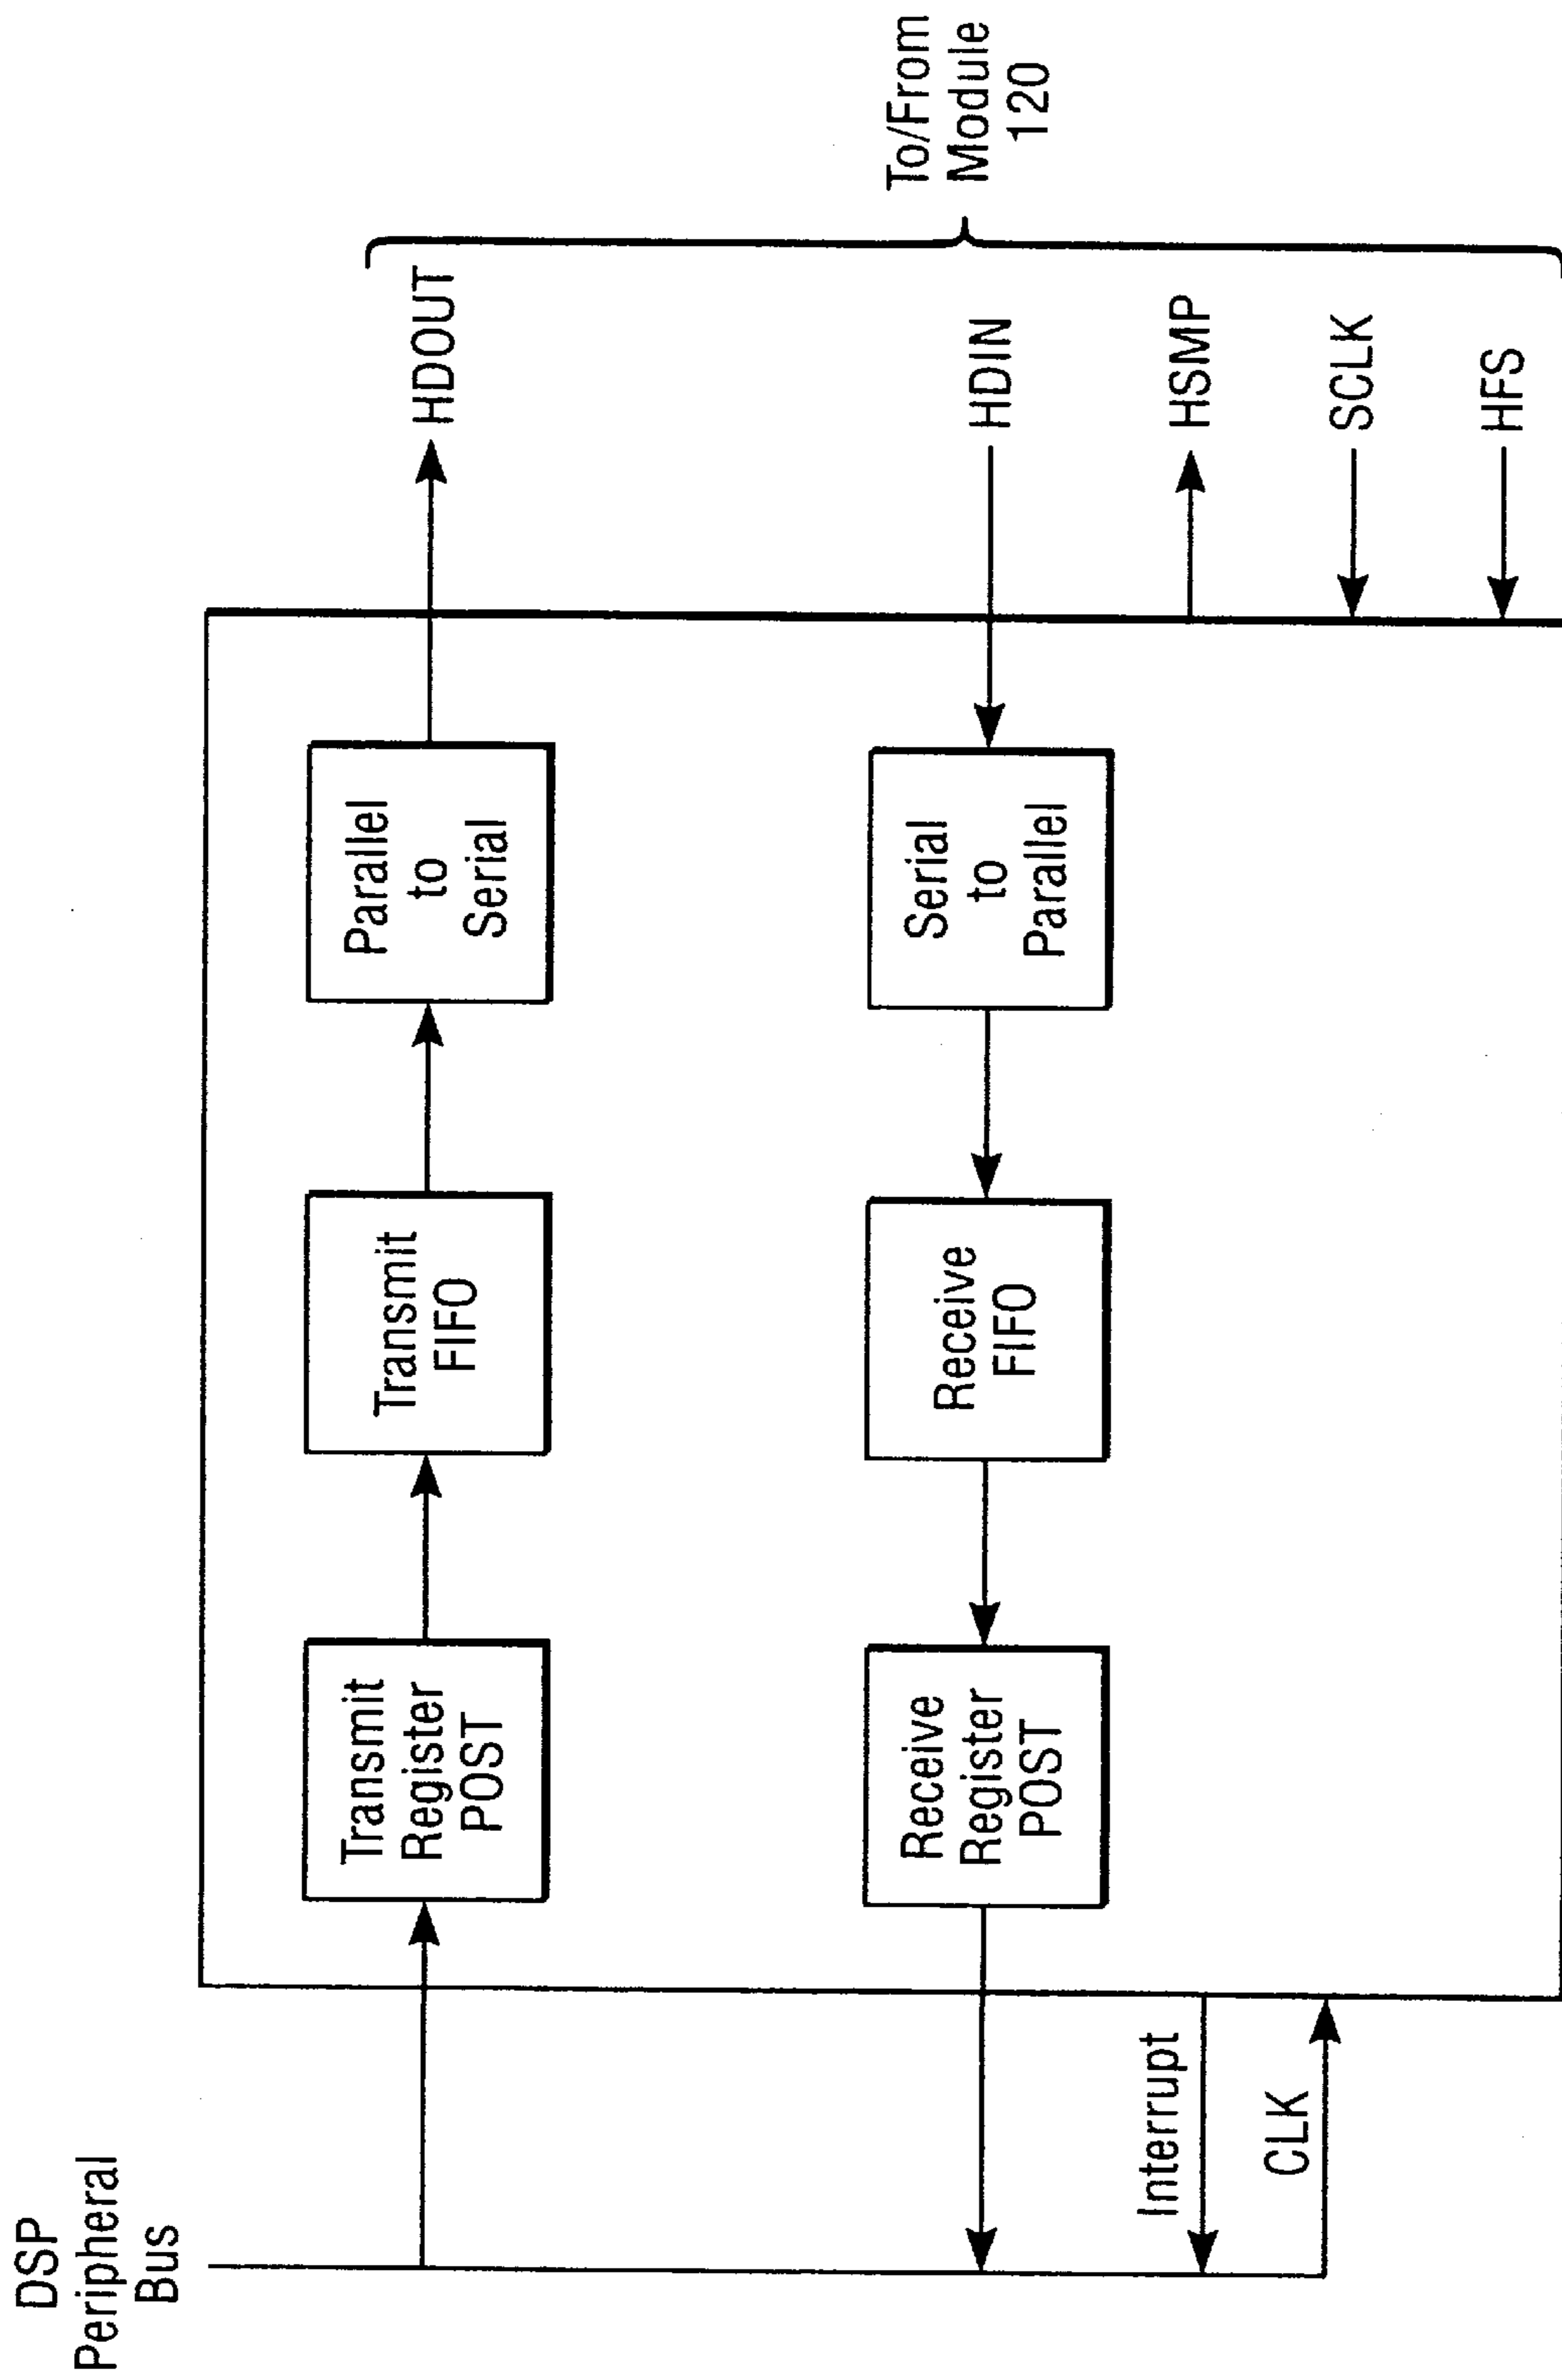 DSP
Peripheral
Bus
Transmit
Register
POST
Transmit
FIFO
Parallel
to
Serial
HDOUT
Receive
Register
POST
Receive
FIFO
Serial
to
Parallel
HDIN
Interrupt
CLK
HSMP
SCLK
HFS
To/From
Module
120